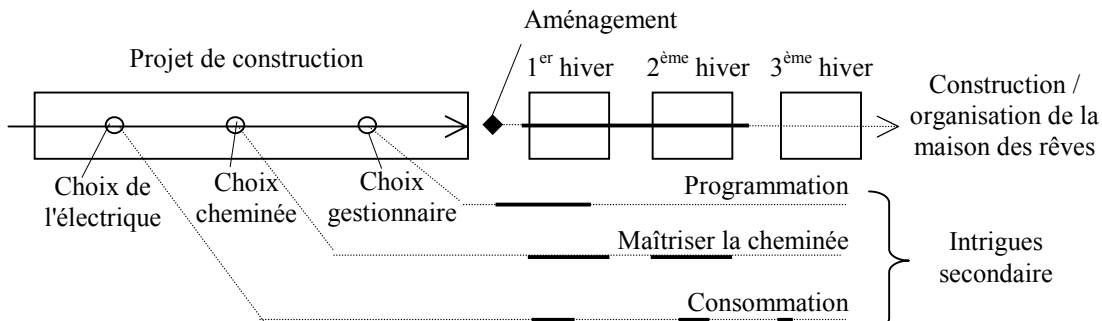 Aménagement
Projet de construction
1er hiver
2ème hiver
3ème hiver
Construction /
organisation de la
maison des rêves
Choix de
l'électrique
Choix
cheminée
Choix
gestionnaire
Programmation
Maîtriser la cheminée
Consommation
Intrigues
secondaire